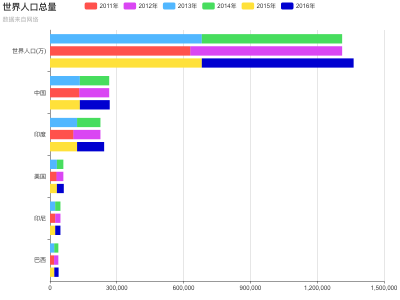 世界人口总量
数据来自网络
2011年 2012年 2013年 2014年 2015年 2016年
世界人口(万)
中国
印度
美国
印尼
巴西
0 300,000 600,000 900,000 1,200,000 1,500,000